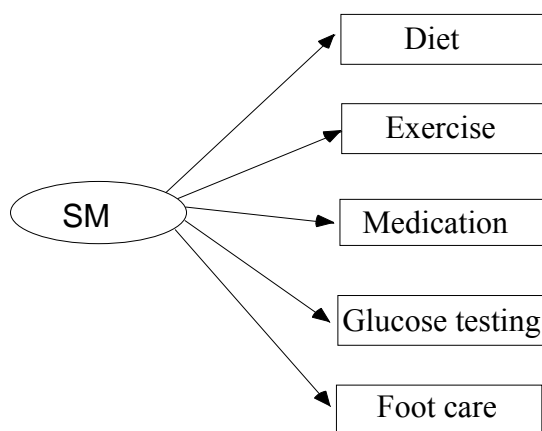 Diet
Exercise
SM
Medication
Glucose testing
Foot care